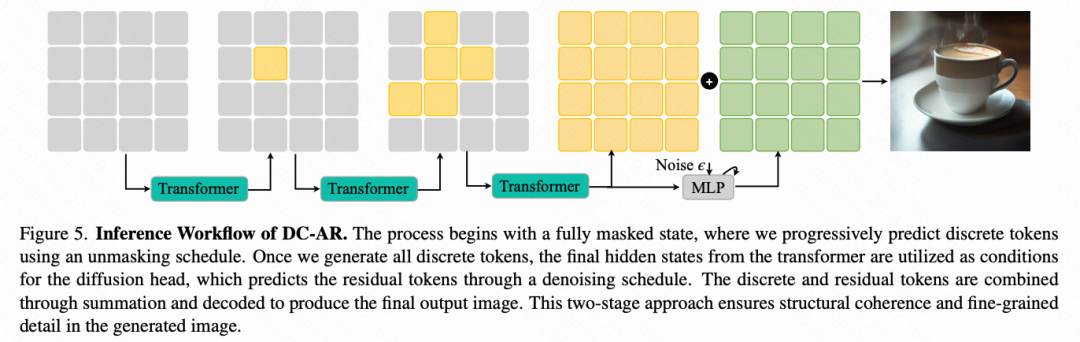 Transformer
Transformer
Transformer
Noise ϵ
MLP
Figure 5. Inference Workflow of DC-AR. The process begins with a fully masked state, where we progressively predict discrete tokens
using an unmasking schedule. Once we generate all discrete tokens, the final hidden states from the transformer are utilized as conditions
for the diffusion head, which predicts the residual tokens through a denoising schedule. The discrete and residual tokens are combined
through summation and decoded to produce the final output image. This two-stage approach ensures structural coherence and fine-grained
detail in the generated image.